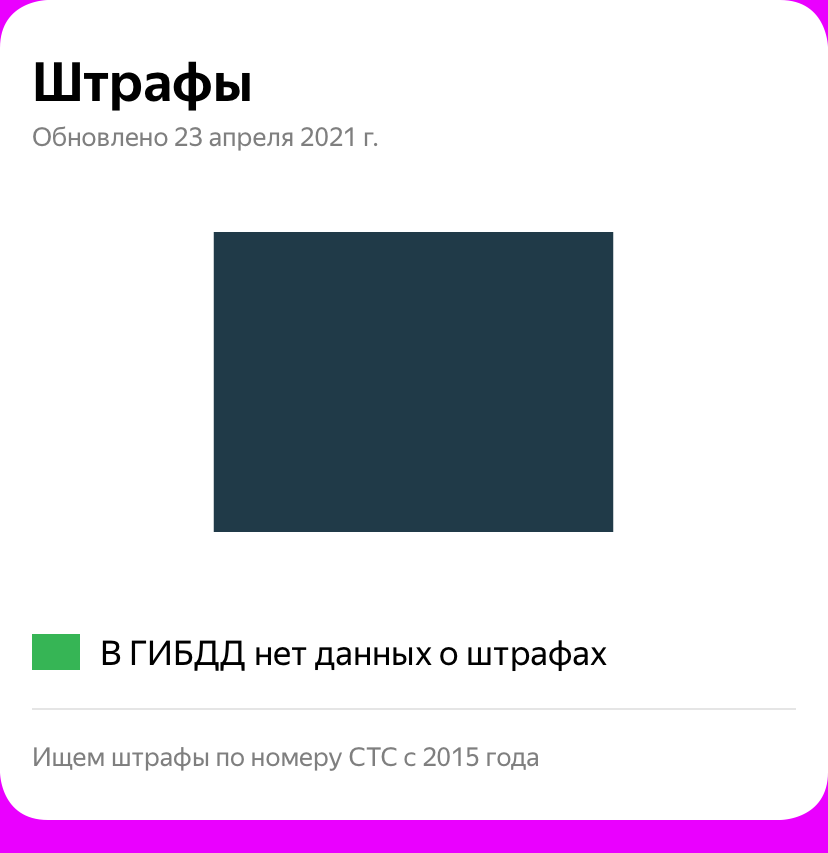 Штрафы
Обновлено 23 апреля 2021 г.
В ГИБДД нет данных о штрафах
Ищем штрафы по номеру СТС с 2015 года